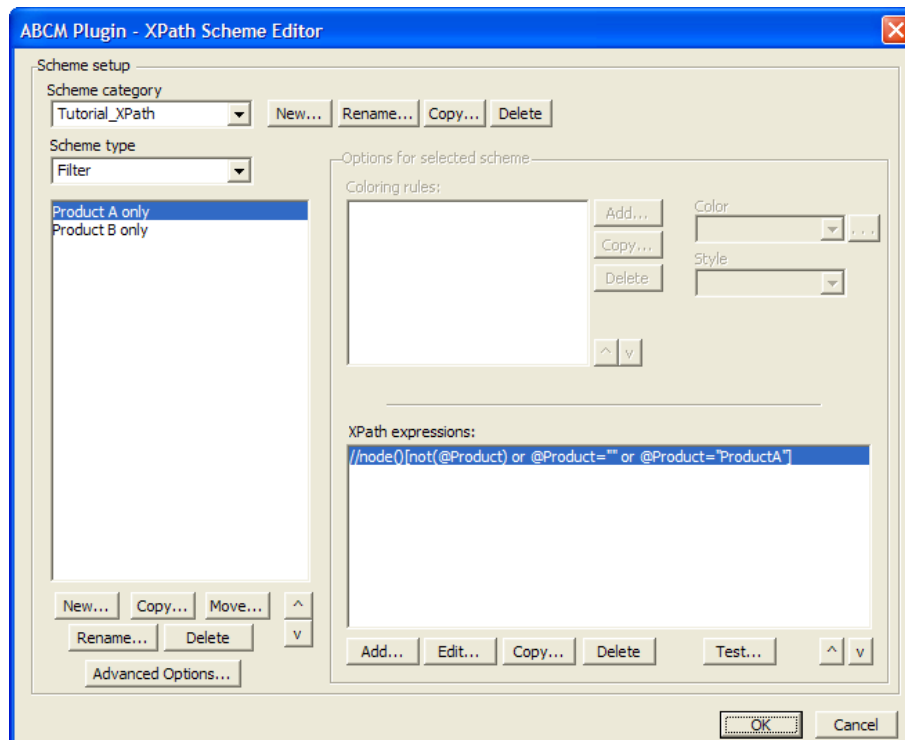 ABCM Plugin - XPath Scheme Editor
Scheme setup
Scheme category
Tutorial_XPath
New... Rename... Copy... Delete
Scheme type
Filter
Product A only
Product B only
New... Copy... Move... ^
Rename... Delete v
Advanced Options...
Options for selected scheme
Coloring rules:
Add...
Copy...
Delete
^ v
Color
...
Style
XPath expressions:
//node()[not(@Product) or @Product="" or @Product="ProductA"]
Add... Edit... Copy... Delete Test... ^ v
OK Cancel